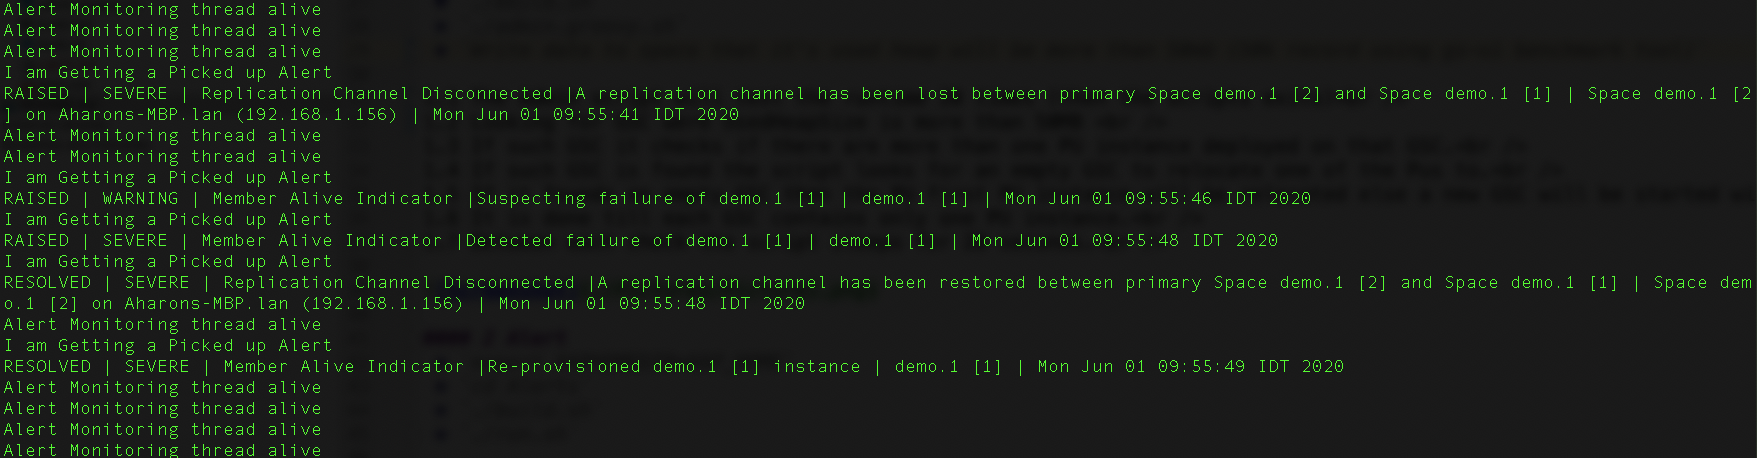 Alert Monitoring thread alive
Alert Monitoring thread alive
Alert Monitoring thread alive
I am Getting a Picked up Alert
RAISED | SEVERE | Replication Channel Disconnected |A replication channel has been lost between primary Space demo.1 [2] and Space demo.1 [1] | Space demo.1 [2
] on Aharons-MBP.lan (192.168.1.156) | Mon Jun 01 09:55:41 IDT 2020
Alert Monitoring thread alive
Alert Monitoring thread alive
I am Getting a Picked up Alert
RAISED | WARNING | Member Alive Indicator |Suspecting failure of demo.1 [1] | demo.1 [1] | Mon Jun 01 09:55:46 IDT 2020
I am Getting a Picked up Alert
RAISED | SEVERE | Member Alive Indicator |Detected failure of demo.1 [1] | demo.1 [1] | Mon Jun 01 09:55:48 IDT 2020
I am Getting a Picked up Alert
RESOLVED | SEVERE | Replication Channel Disconnected |A replication channel has been restored between primary Space demo.1 [2] and Space demo.1 [1] | Space dem
o.1 [2] on Aharons-MBP.lan (192.168.1.156) | Mon Jun 01 09:55:48 IDT 2020
Alert Monitoring thread alive
I am Getting a Picked up Alert
RESOLVED | SEVERE | Member Alive Indicator |Re-provisioned demo.1 [1] instance | demo.1 [1] | Mon Jun 01 09:55:49 IDT 2020
Alert Monitoring thread alive
Alert Monitoring thread alive
Alert Monitoring thread alive
Alert Monitoring thread alive